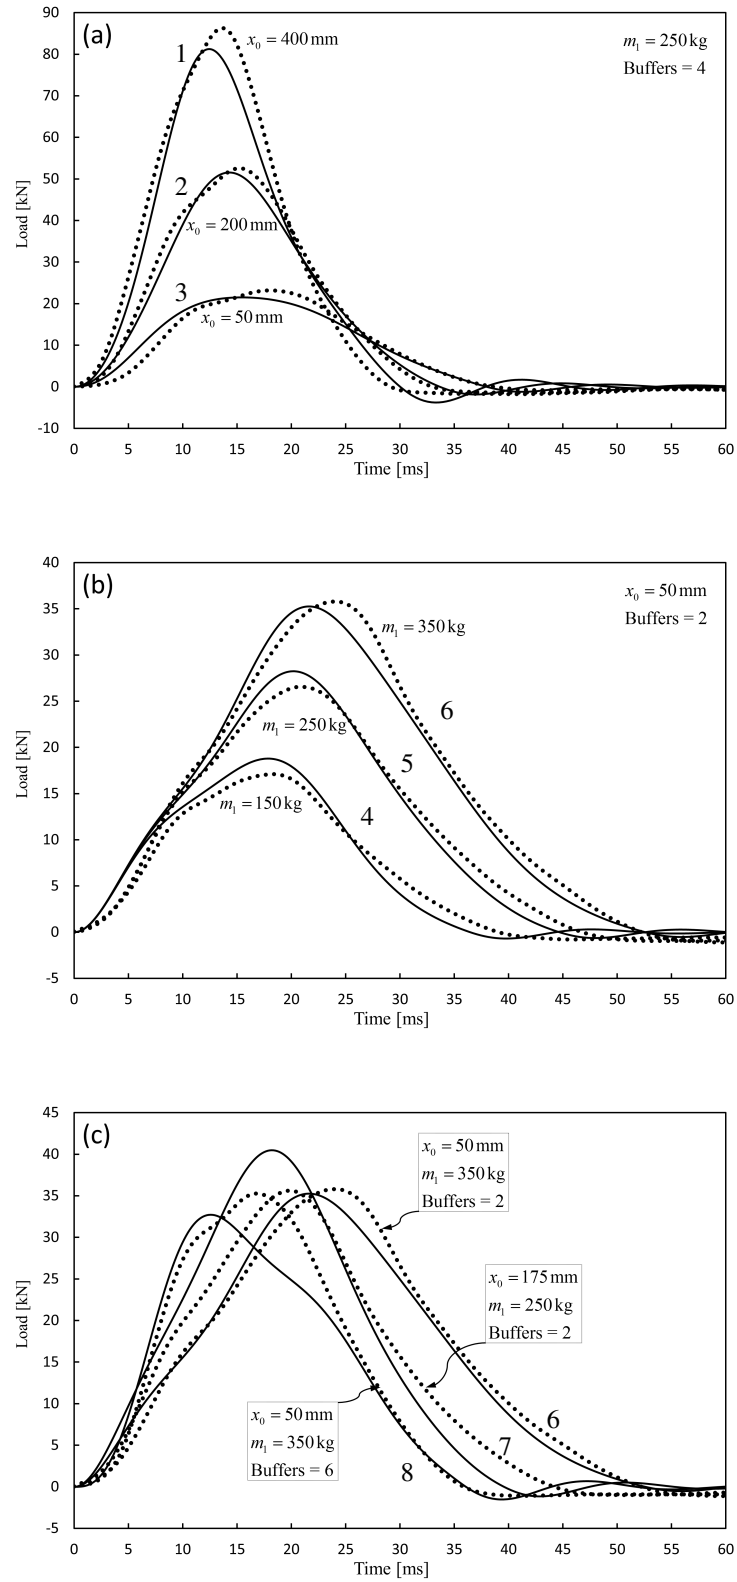 (a)
x₀ = 400 mm
m₁ = 250 kg
Buffers = 4
1
2
x₀ = 200 mm
3
x₀ = 50 mm
Load [kN]
90
80
70
60
50
40
30
20
10
0
-10
0 5 10 15 20 25 30 35 40 45 50 55 60
Time [ms]
(b)
x₀ = 50 mm
Buffers = 2
m₁ = 350 kg
6
m₁ = 250 kg
5
m₁ = 150 kg
4
Load [kN]
40
35
30
25
20
15
10
5
0
-5
0 5 10 15 20 25 30 35 40 45 50 55 60
Time [ms]
(c)
x₀ = 50 mm
m₁ = 350 kg
Buffers = 2
x₀ = 175 mm
m₁ = 250 kg
Buffers = 2
x₀ = 50 mm
m₁ = 350 kg
Buffers = 6
6
7
8
Load [kN]
45
40
35
30
25
20
15
10
5
0
-5
0 5 10 15 20 25 30 35 40 45 50 55 60
Time [ms]